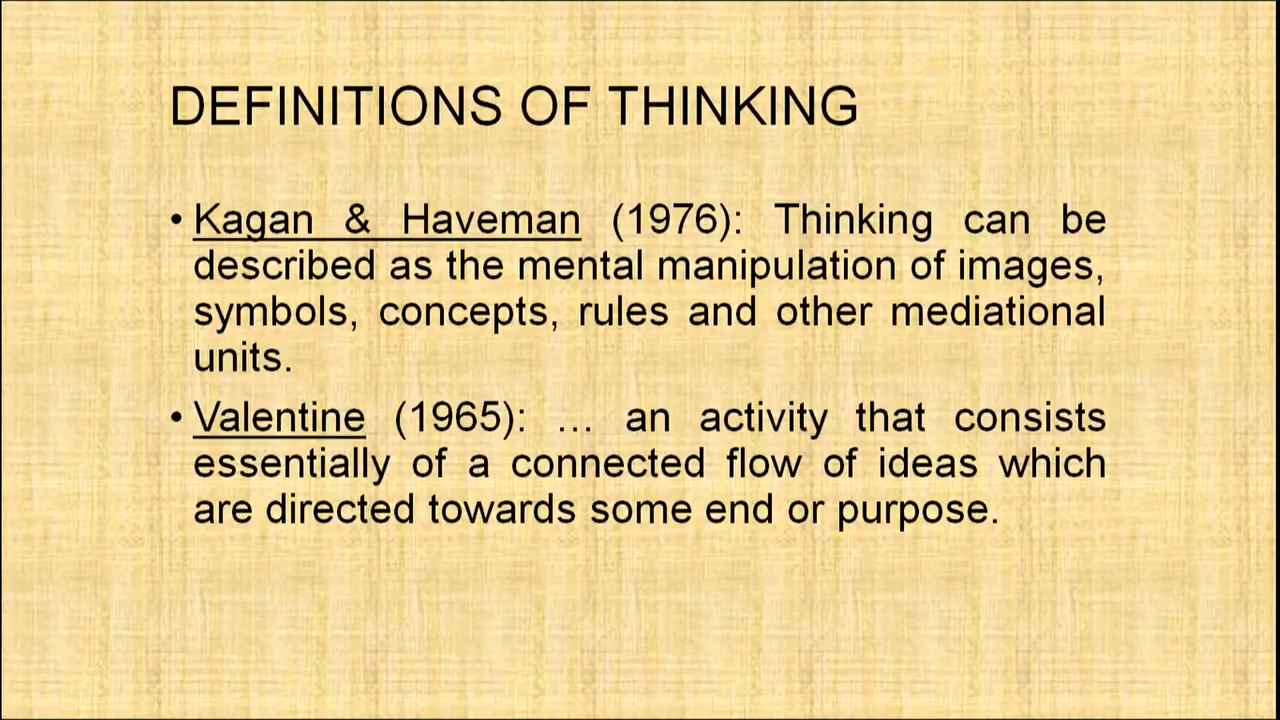 DEFINITIONS OF THINKING
• Kagan & Haveman (1976): Thinking can be
described as the mental manipulation of images,
symbols, concepts, rules and other mediational
units.
• Valentine (1965): … an activity that consists
essentially of a connected flow of ideas which
are directed towards some end or purpose.